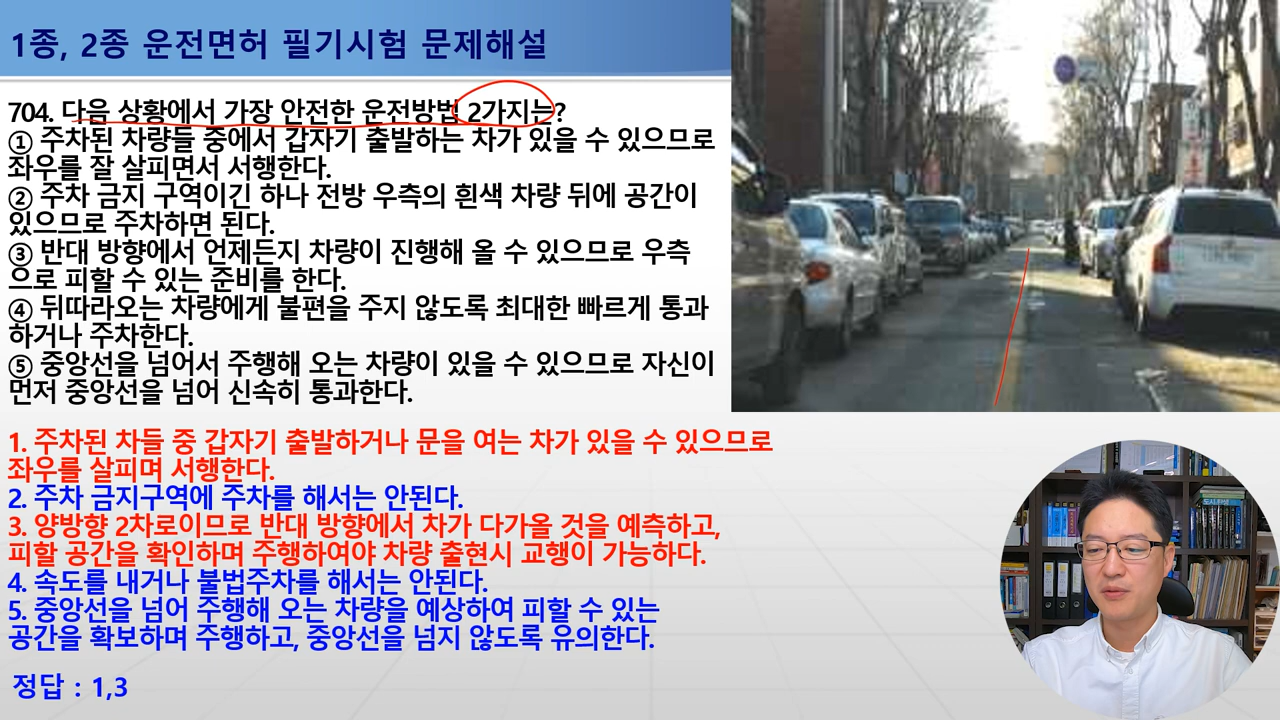 1종, 2종 운전면허 필기시험 문제해설
704. 다음 상황에서 가장 안전한 운전방법 2가지는?
① 주차된 차량들 중에서 갑자기 출발하는 차가 있을 수 있으므로
좌우를 잘 살피면서 서행한다.
② 주차 금지 구역이긴 하나 전방 우측의 흰색 차량 뒤에 공간이
있으므로 주차하면 된다.
③ 반대 방향에서 언제든지 차량이 진행해 올 수 있으므로 우측
으로 피할 수 있는 준비를 한다.
④ 뒤따라오는 차량에게 불편을 주지 않도록 최대한 빠르게 통과
하거나 주차한다.
⑤ 중앙선을 넘어서 주행해 오는 차량이 있을 수 있으므로 자신이
먼저 중앙선을 넘어 신속히 통과한다.
1. 주차된 차들 중 갑자기 출발하거나 문을 여는 차가 있을 수 있으므로
좌우를 살피며 서행한다.
2. 주차 금지구역에 주차를 해서는 안된다.
3. 양방향 2차로이므로 반대 방향에서 차가 다가올 것을 예측하고,
피할 공간을 확인하며 주행하여야 차량 출현시 교행이 가능하다.
4. 속도를 내거나 불법주차를 해서는 안된다.
5. 중앙선을 넘어 주행해 오는 차량을 예상하여 피할 수 있는
공간을 확보하며 주행하고, 중앙선을 넘지 않도록 유의한다.
정답 : 1,3